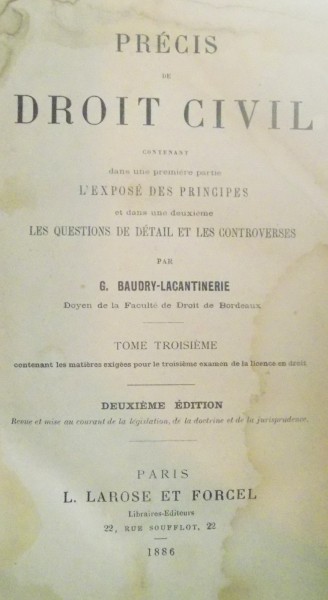 PRÉCIS
DE
DROIT CIVIL
CONTENANT
dans une première partie
L'EXPOSÉ DES PRINCIPES
et dans une deuxième
LES QUESTIONS DE DÉTAIL ET LES CONTROVERSES
PAR
G. BAUDRY-LACANTINERIE
Doyen de la Faculté de Droit de Bordeaux
TOME TROISIÈME
contenant les matières exigées pour le troisième examen de la licence en droit
DEUXIÈME ÉDITION
Revue et mise au courant de la législation, de la doctrine et de la jurisprudence.
PARIS
L. LAROSE ET FORCEL
Libraires-Éditeurs
22, RUE SOUFFLOT, 22
1886